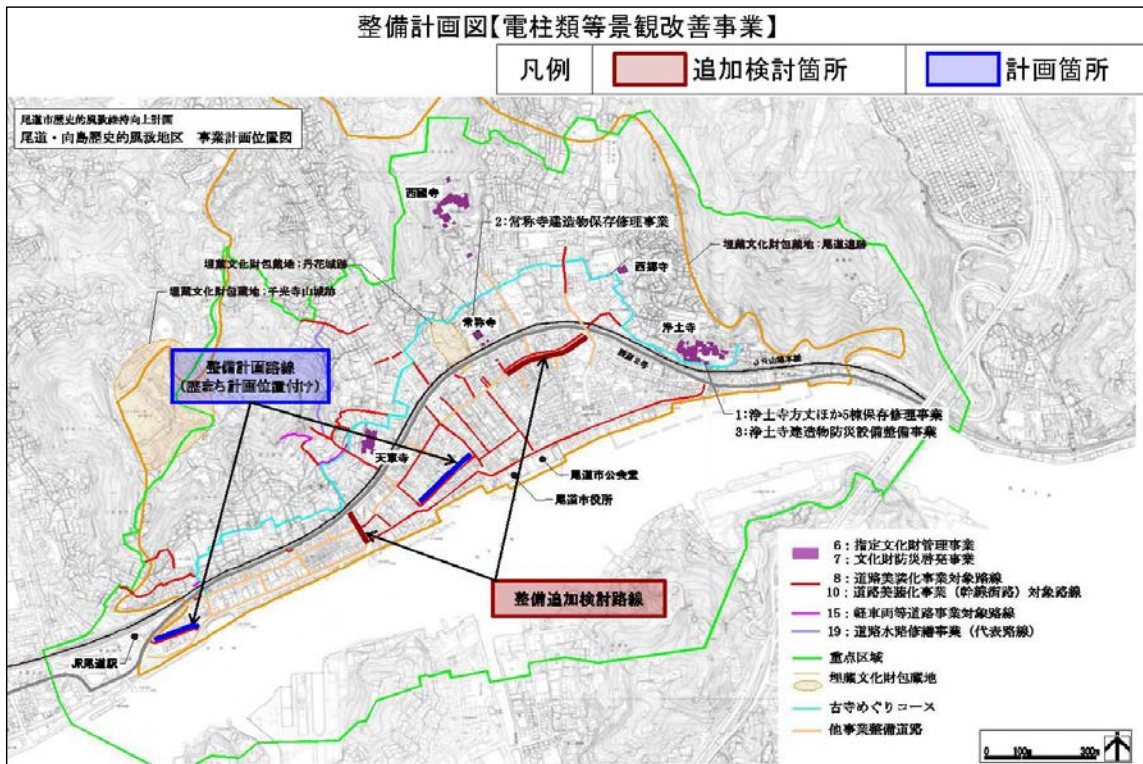 整備計画図【電柱類等景観改善事業】
凡例
追加検討箇所
計画箇所
尾道市歴史的風致維持向上計画
尾道・向島歴史的風致地区 事業計画位置図
西國寺
2:常称寺建造物保存修理事業
埋蔵文化財包蔵地:尾道遺跡
西郷寺
埋蔵文化財包蔵地:丹花城跡
埋蔵文化財包蔵地:千光寺山城跡
常称寺
浄土寺
国道2号
JR山陽本線
整備計画路線
(歴まち計画位置付け)
1:浄土寺方丈ほか5棟保存修理事業
3:浄土寺建造物防災設備整備事業
天寧寺
尾道市公会堂
尾道市役所
整備追加検討路線
JR尾道駅
6:指定文化財管理事業
7:文化財防災啓発事業
8:道路美装化事業対象路線
10:道路美装化事業(幹線街路)対象路線
15:軽車両等道路事業対象路線
19:道路水路修繕事業(代表路線)
重点区域
埋蔵文化財包蔵地
古寺めぐりコース
他事業整備道路
0 100m 300m